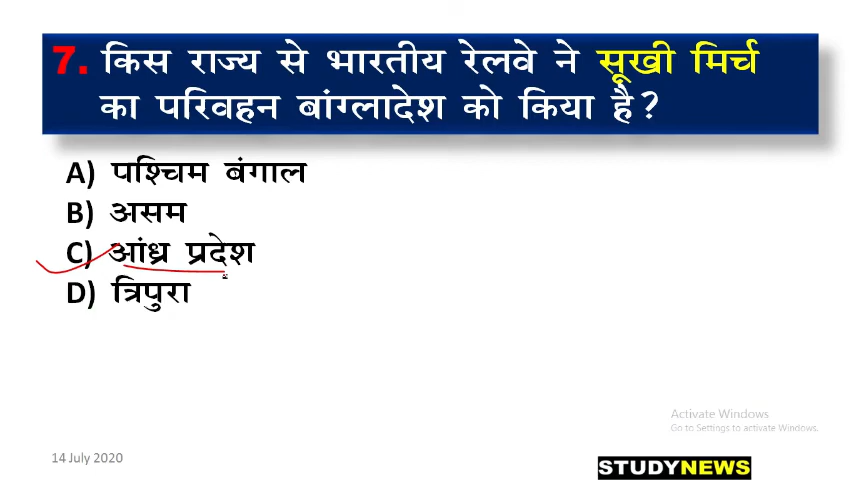 7. किस राज्य से भारतीय रेलवे ने सूखी मिर्च
का परिवहन बांग्लादेश को किया है?
A) पश्चिम बंगाल
B) असम
C) आंध्र प्रदेश
D) त्रिपुरा
Activate Windows
Go to Settings to activate Windows.
14 July 2020
STUDYNEWS